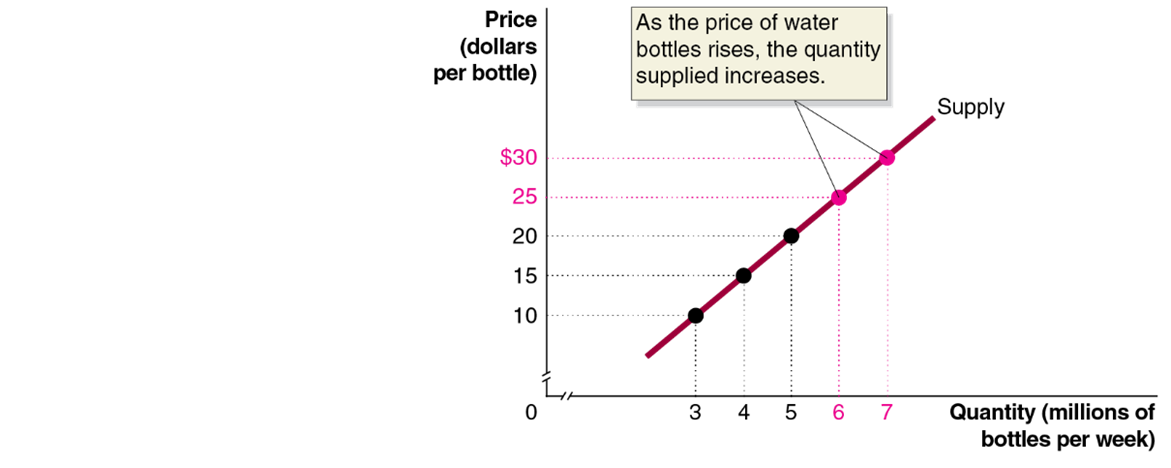 Price
(dollars
per bottle)
As the price of water
bottles rises, the quantity
supplied increases.
Supply
$30
25
20
15
10
0
3 4 5 6 7
Quantity (millions of
bottles per week)